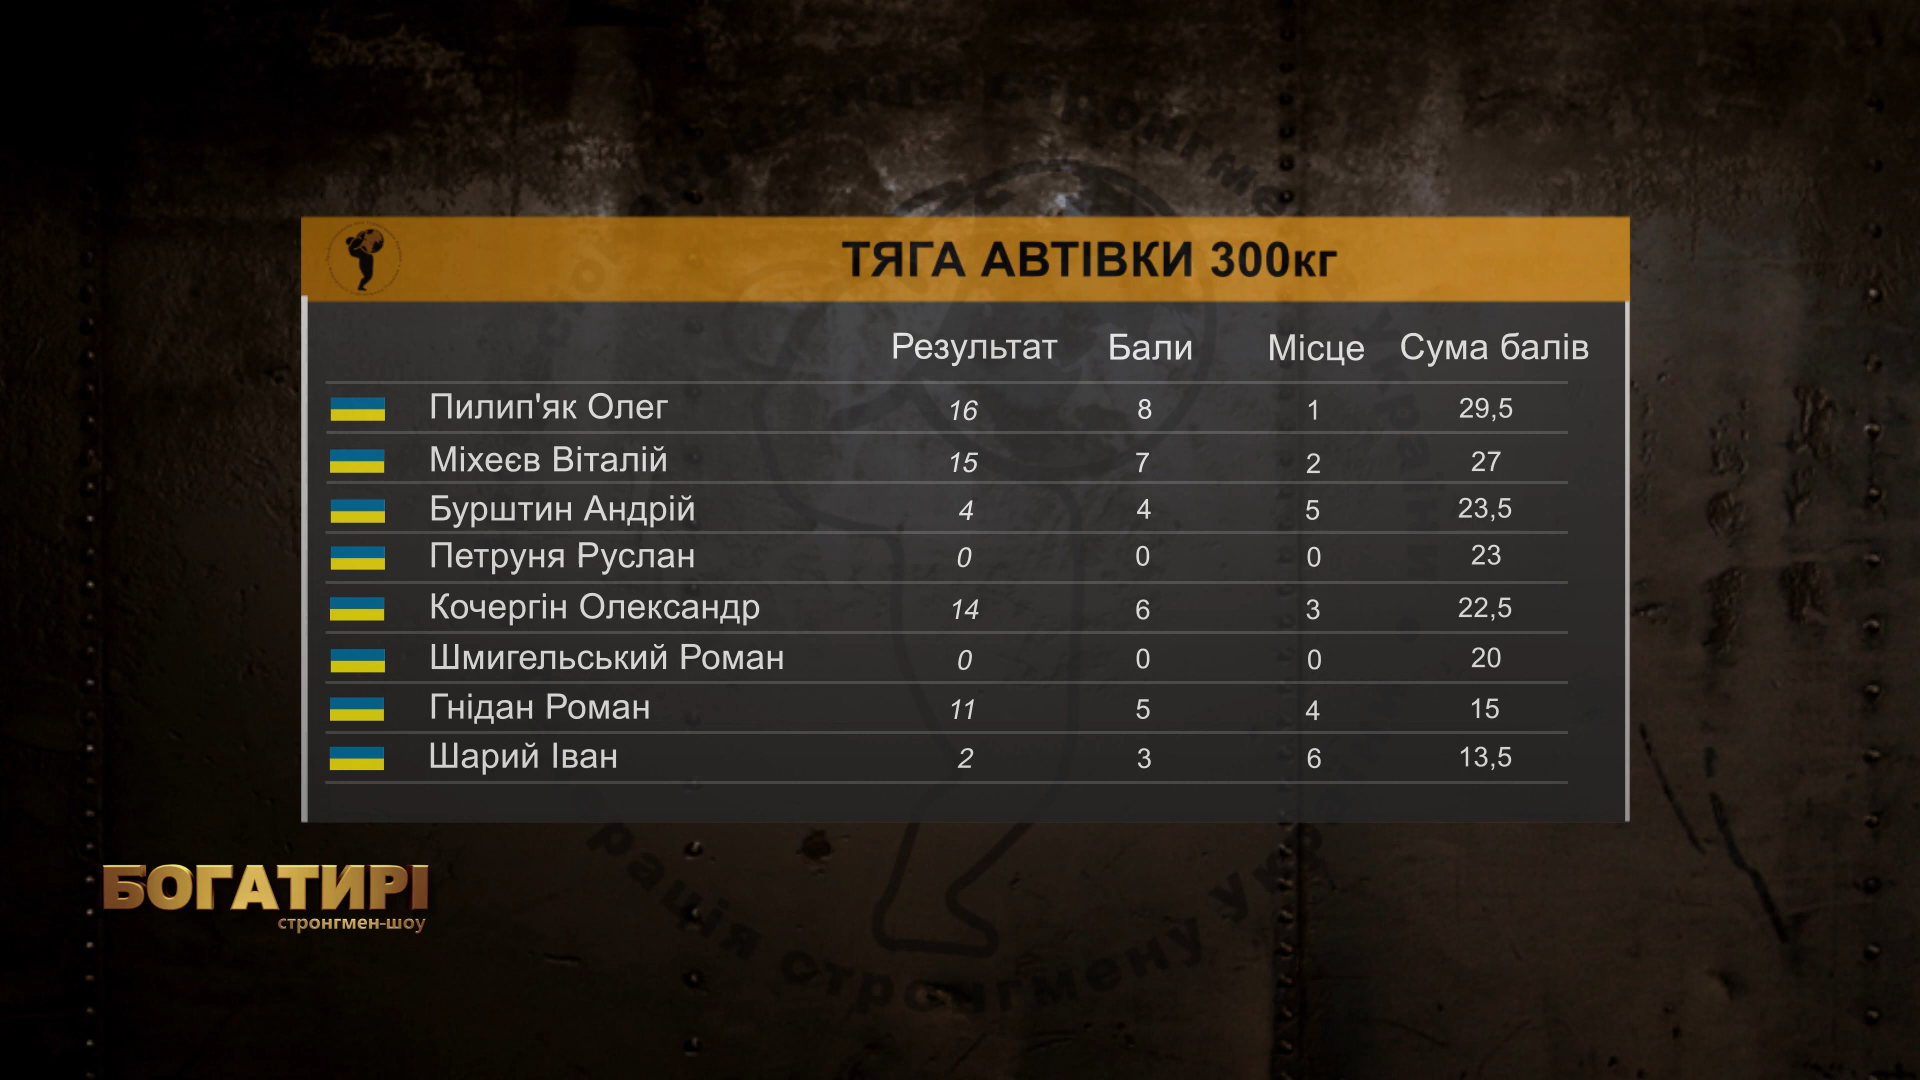 ТЯГА АВТІВКИ 300кг
Результат Бали Місце Сума балів
Пилип'як Олег 16 8 1 29,5
Міхеєв Віталій 15 7 2 27
Бурштин Андрій 4 4 5 23,5
Петруня Руслан 0 0 0 23
Кочергін Олександр 14 6 3 22,5
Шмигельський Роман 0 0 0 20
Гнідан Роман 11 5 4 15
Шарий Іван 2 3 6 13,5
БОГАТИРІ
стронгмен-шоу
стронгмену